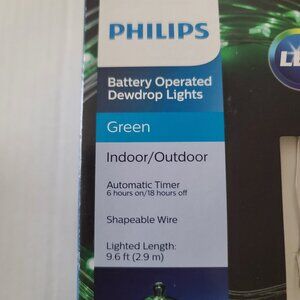 PHILIPS
Battery Operated
Dewdrop Lights
Green
Indoor/Outdoor
Automatic Timer
6 hours on/18 hours off
Shapeable Wire
Lighted Length:
9.6 ft (2.9 m)